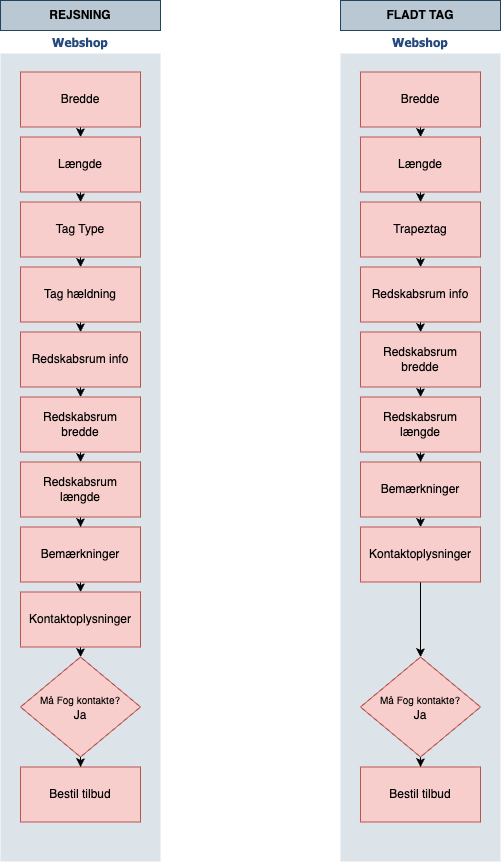 REJSNING
Webshop
Bredde
Længde
Tag Type
Tag hældning
Redskabsrum info
Redskabsrum
bredde
Redskabsrum
længde
Bemærkninger
Kontaktoplysninger
Må Fog kontakte?
Ja
Bestil tilbud
FLADT TAG
Webshop
Bredde
Længde
Trapeztag
Redskabsrum info
Redskabsrum
bredde
Redskabsrum
længde
Bemærkninger
Kontaktoplysninger
Må Fog kontakte?
Ja
Bestil tilbud